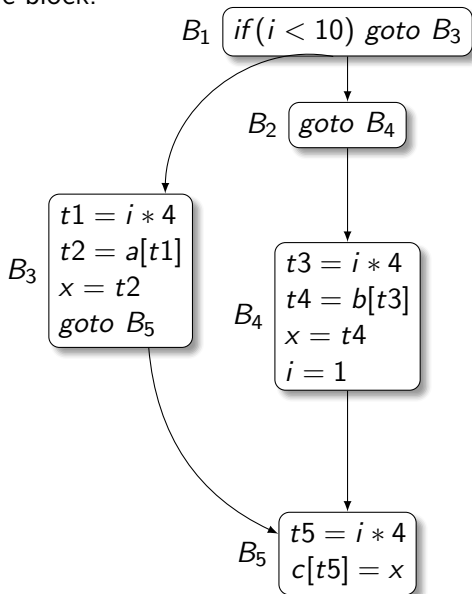 e block.
B₁ if(i < 10) goto B₃
B₂ goto B₄
B₃
t1 = i ∗ 4
t2 = a[t1]
x = t2
goto B₅
B₄
t3 = i ∗ 4
t4 = b[t3]
x = t4
i = 1
B₅
t5 = i ∗ 4
c[t5] = x